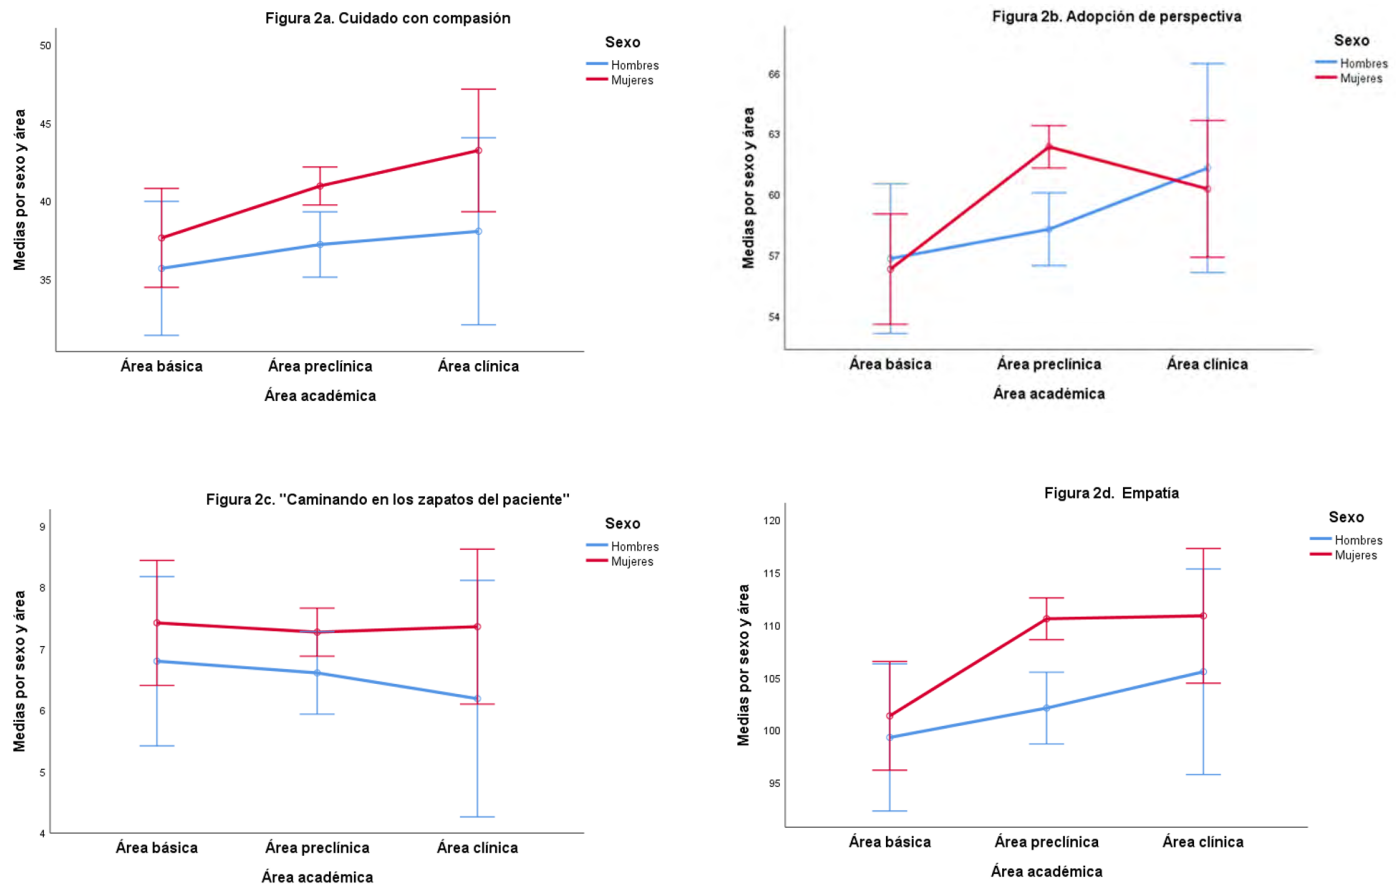 Figura 2a. Cuidado con compasión
Sexo
Hombres
Mujeres
Medias por sexo y área
50
45
40
35
Área básica
Área preclínica
Área clínica
Área académica
Figura 2b. Adopción de perspectiva
Sexo
Hombres
Mujeres
Medias por sexo y área
66
63
60
57
54
Área básica
Área preclínica
Área clínica
Área académica
Figura 2c. "Caminando en los zapatos del paciente"
Sexo
Hombres
Mujeres
Medias por sexo y área
9
8
7
6
5
4
Área básica
Área preclínica
Área clínica
Área académica
Figura 2d. Empatía
Sexo
Hombres
Mujeres
Medias por sexo y área
120
115
110
105
100
95
Área básica
Área preclínica
Área clínica
Área académica